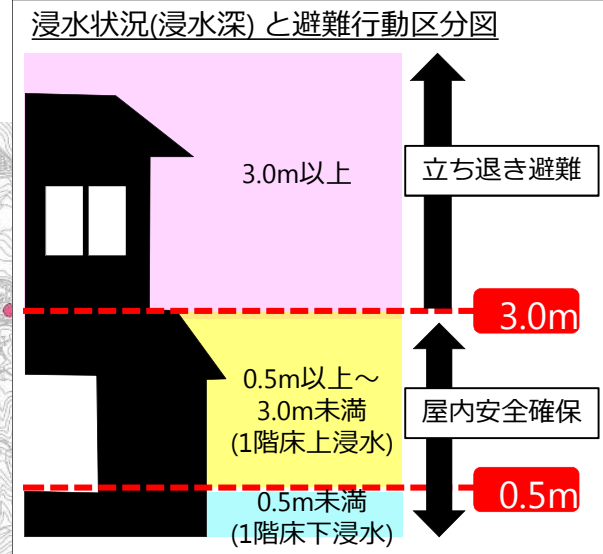 浸水状況(浸水深) と避難行動区分図
3.0m以上
立ち退き避難
3.0m
0.5m以上～
3.0m未満
(1階床上浸水)
屋内安全確保
0.5m
0.5m未満
(1階床下浸水)